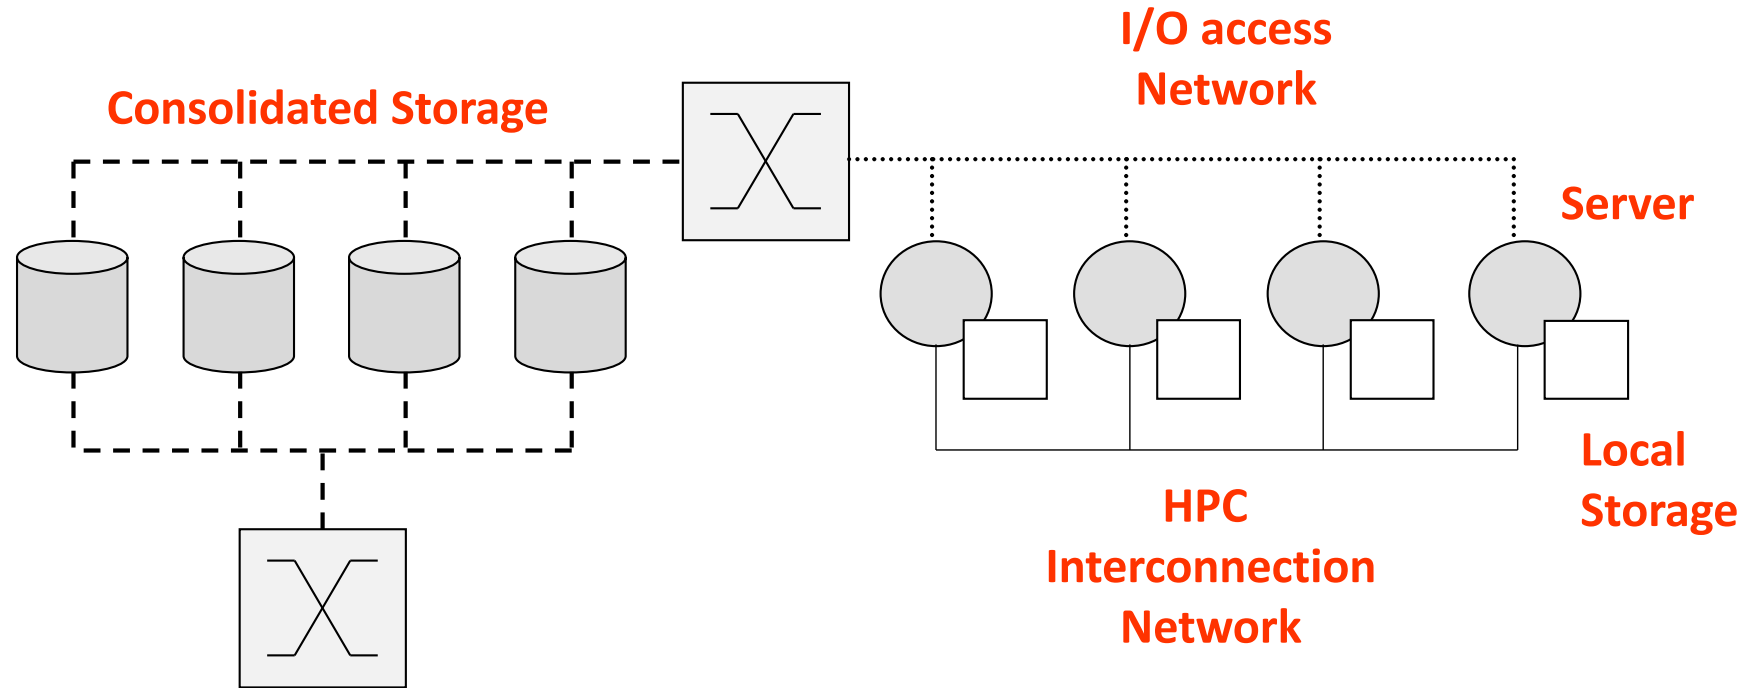 I/O access
Network
Consolidated Storage
Server
Local
Storage
HPC
Interconnection
Network